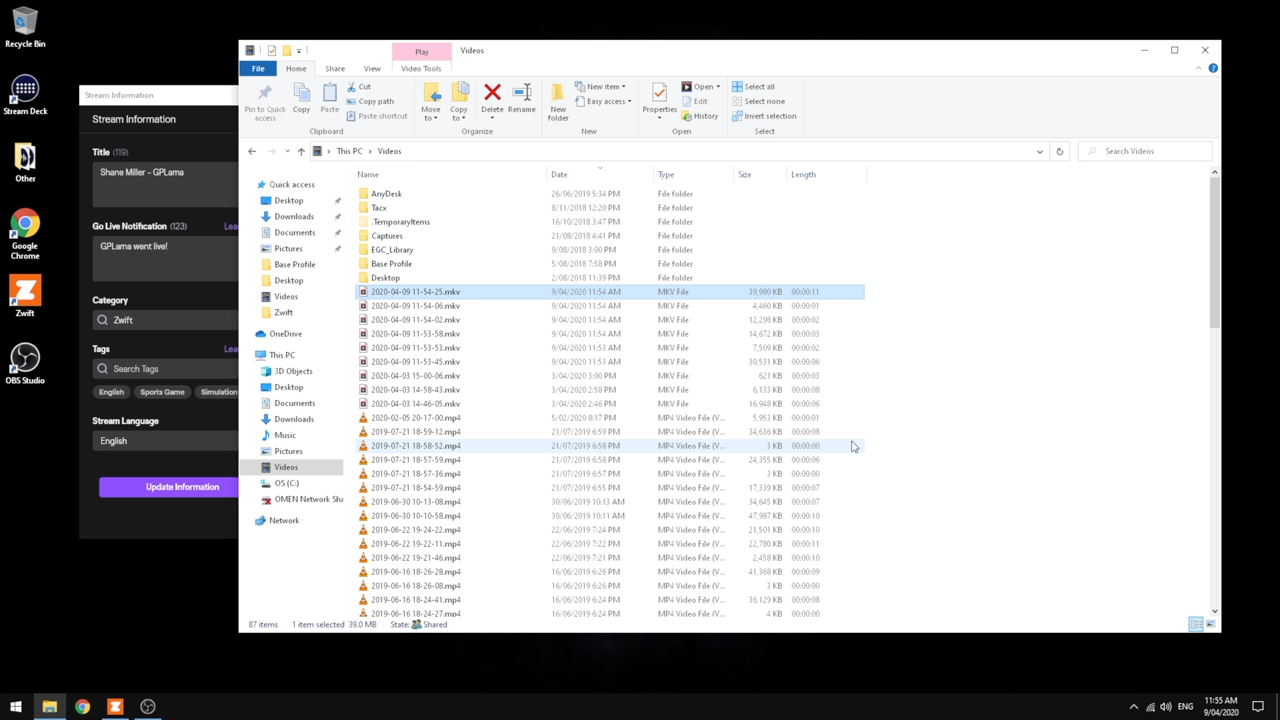 Recycle Bin
Stream Deck
Other
Google
Chrome
Zwift
OBS Studio
Stream Information
Stream Information
Title (119)
Shane Miller - GPLama
Go Live Notification (123)
Lea
GPLama went live!
Category
Zwift
Tags
Lea
Search Tags
English
Sports Game
Simulation
Stream Language
English
Update Information
Play
Videos
File
Home
Share
View
Video Tools
Pin to Quick
access
Copy
Paste
Cut
Copy path
Paste shortcut
Clipboard
Move
to
Copy
to
Delete
Rename
Organize
New
folder
New item
Easy access
New
Properties
Open
Edit
History
Open
Select all
Select none
Invert selection
Select
This PC > Videos
Search Videos
Quick access
Desktop
Downloads
Documents
Pictures
Base Profile
Desktop
Videos
Zwift
OneDrive
This PC
3D Objects
Desktop
Documents
Downloads
Music
Pictures
Videos
OS (C:)
OMEN Network Sha
Network
Name Date Type Size Length
AnyDesk 26/06/2019 5:34 PM File folder
Tacx 8/11/2018 12:20 PM File folder
.TemporaryItems 16/10/2018 3:47 PM File folder
Captures 21/08/2018 4:41 PM File folder
EGC_Library 9/08/2018 3:00 PM File folder
Base Profile 5/08/2018 7:58 PM File folder
Desktop 2/08/2018 11:39 PM File folder
2020-04-09 11-54-25.mkv 9/04/2020 11:54 AM MKV File 39,980 KB 00:00:11
2020-04-09 11-54-06.mkv 9/04/2020 11:54 AM MKV File 4,460 KB 00:00:01
2020-04-09 11-54-02.mkv 9/04/2020 11:54 AM MKV File 12,298 KB 00:00:02
2020-04-09 11-53-58.mkv 9/04/2020 11:54 AM MKV File 14,672 KB 00:00:03
2020-04-09 11-53-53.mkv 9/04/2020 11:53 AM MKV File 7,509 KB 00:00:02
2020-04-09 11-53-45.mkv 9/04/2020 11:53 AM MKV File 30,531 KB 00:00:06
2020-04-03 15-00-06.mkv 3/04/2020 3:00 PM MKV File 621 KB 00:00:03
2020-04-03 14-58-43.mkv 3/04/2020 2:58 PM MKV File 6,133 KB 00:00:08
2020-04-03 14-46-05.mkv 3/04/2020 2:46 PM MKV File 16,948 KB 00:00:06
2020-02-05 20-17-00.mp4 5/02/2020 8:17 PM MP4 Video File (V... 5,953 KB 00:00:01
2019-07-21 18-59-12.mp4 21/07/2019 6:59 PM MP4 Video File (V... 34,636 KB 00:00:08
2019-07-21 18-58-52.mp4 21/07/2019 6:58 PM MP4 Video File (V... 3 KB 00:00:00
2019-07-21 18-57-59.mp4 21/07/2019 6:58 PM MP4 Video File (V... 24,355 KB 00:00:06
2019-07-21 18-57-36.mp4 21/07/2019 6:57 PM MP4 Video File (V... 3 KB 00:00:00
2019-07-21 18-54-59.mp4 21/07/2019 6:55 PM MP4 Video File (V... 17,339 KB 00:00:07
2019-06-30 10-13-08.mp4 30/06/2019 10:13 AM MP4 Video File (V... 34,645 KB 00:00:07
2019-06-30 10-10-58.mp4 30/06/2019 10:11 AM MP4 Video File (V... 47,987 KB 00:00:10
2019-06-22 19-24-22.mp4 22/06/2019 7:24 PM MP4 Video File (V... 21,501 KB 00:00:10
2019-06-22 19-22-11.mp4 22/06/2019 7:22 PM MP4 Video File (V... 22,780 KB 00:00:11
2019-06-22 19-21-46.mp4 22/06/2019 7:21 PM MP4 Video File (V... 2,458 KB 00:00:10
2019-06-16 18-26-28.mp4 16/06/2019 6:26 PM MP4 Video File (V... 41,368 KB 00:00:09
2019-06-16 18-26-08.mp4 16/06/2019 6:26 PM MP4 Video File (V... 3 KB 00:00:00
2019-06-16 18-24-41.mp4 16/06/2019 6:24 PM MP4 Video File (V... 36,129 KB 00:00:08
2019-06-16 18-24-27.mp4 16/06/2019 6:24 PM MP4 Video File (V... 4 KB 00:00:00
87 items 1 item selected 39.0 MB State: Shared
ENG
11:55 AM
9/04/2020